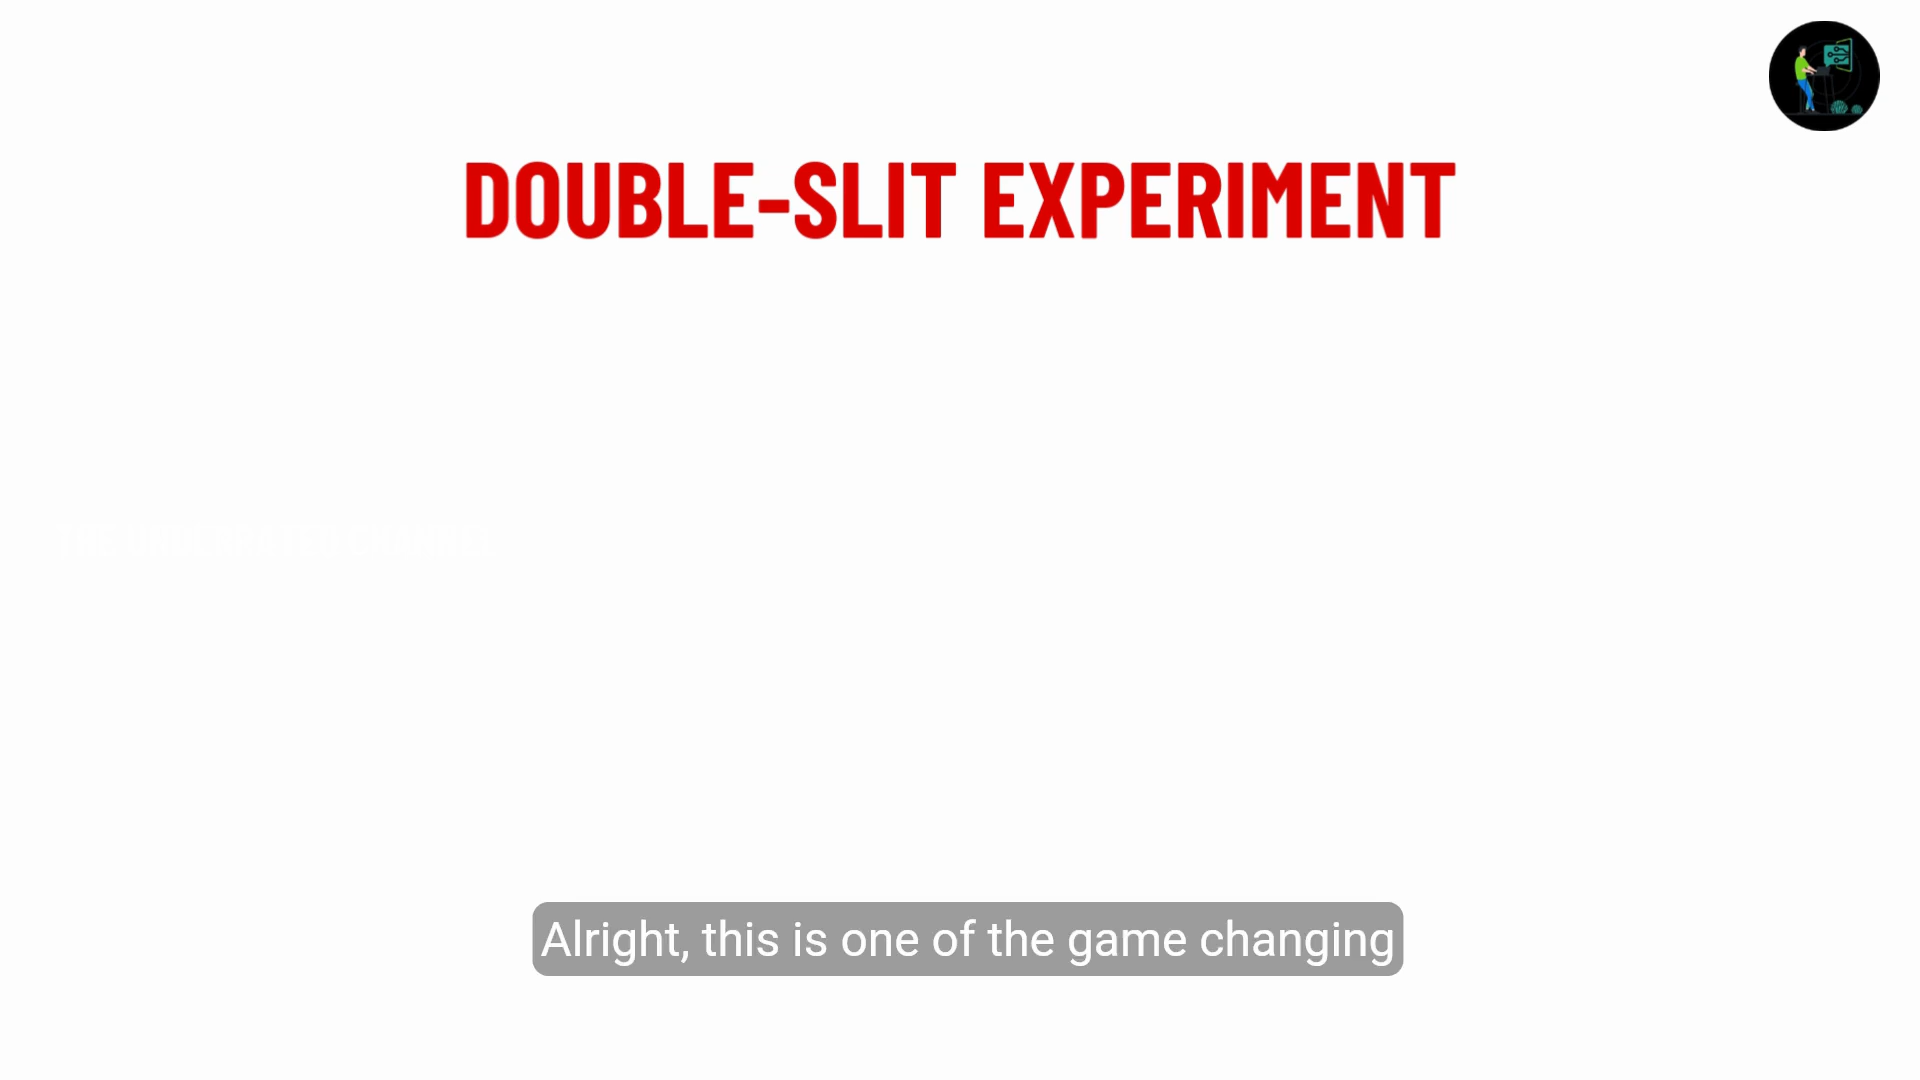 DOUBLE-SLIT EXPERIMENT
Alright, this is one of the game changing